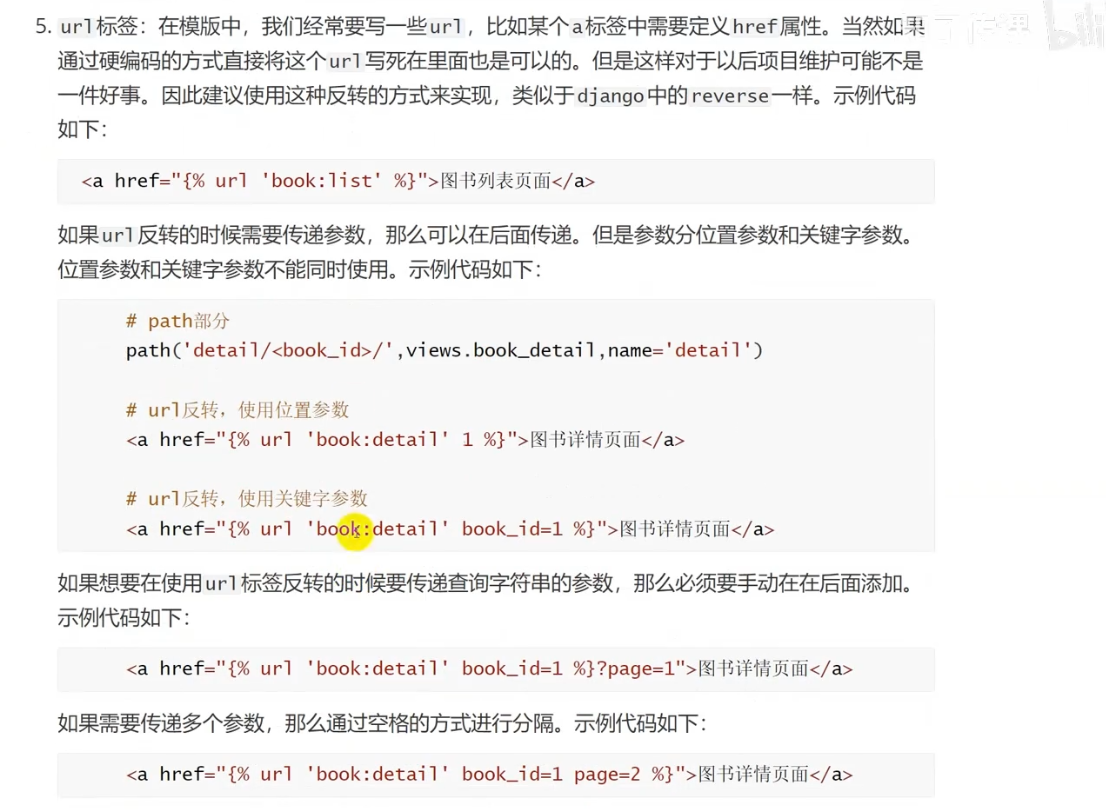 5. url标签：在模版中，我们经常要写一些url，比如某个a标签中需要定义href属性。当然如果
通过硬编码的方式直接将这个url写死在里面也是可以的。但是这样对于以后项目维护可能不是
一件好事。因此建议使用这种反转的方式来实现，类似于django中的reverse一样。示例代码
如下：
<a href="{% url 'book:list' %}">图书列表页面</a>
如果url反转的时候需要传递参数，那么可以在后面传递。但是参数分位置参数和关键字参数。
位置参数和关键字参数不能同时使用。示例代码如下：
# path部分
path('detail/<book_id>/',views.book_detail,name='detail')
# url反转，使用位置参数
<a href="{% url 'book:detail' 1 %}">图书详情页面</a>
# url反转，使用关键字参数
<a href="{% url 'book:detail' book_id=1 %}">图书详情页面</a>
如果想要在使用url标签反转的时候要传递查询字符串的参数，那么必须要手动在在后面添加。
示例代码如下：
<a href="{% url 'book:detail' book_id=1 %}?page=1">图书详情页面</a>
如果需要传递多个参数，那么通过空格的方式进行分隔。示例代码如下：
<a href="{% url 'book:detail' book_id=1 page=2 %}">图书详情页面</a>